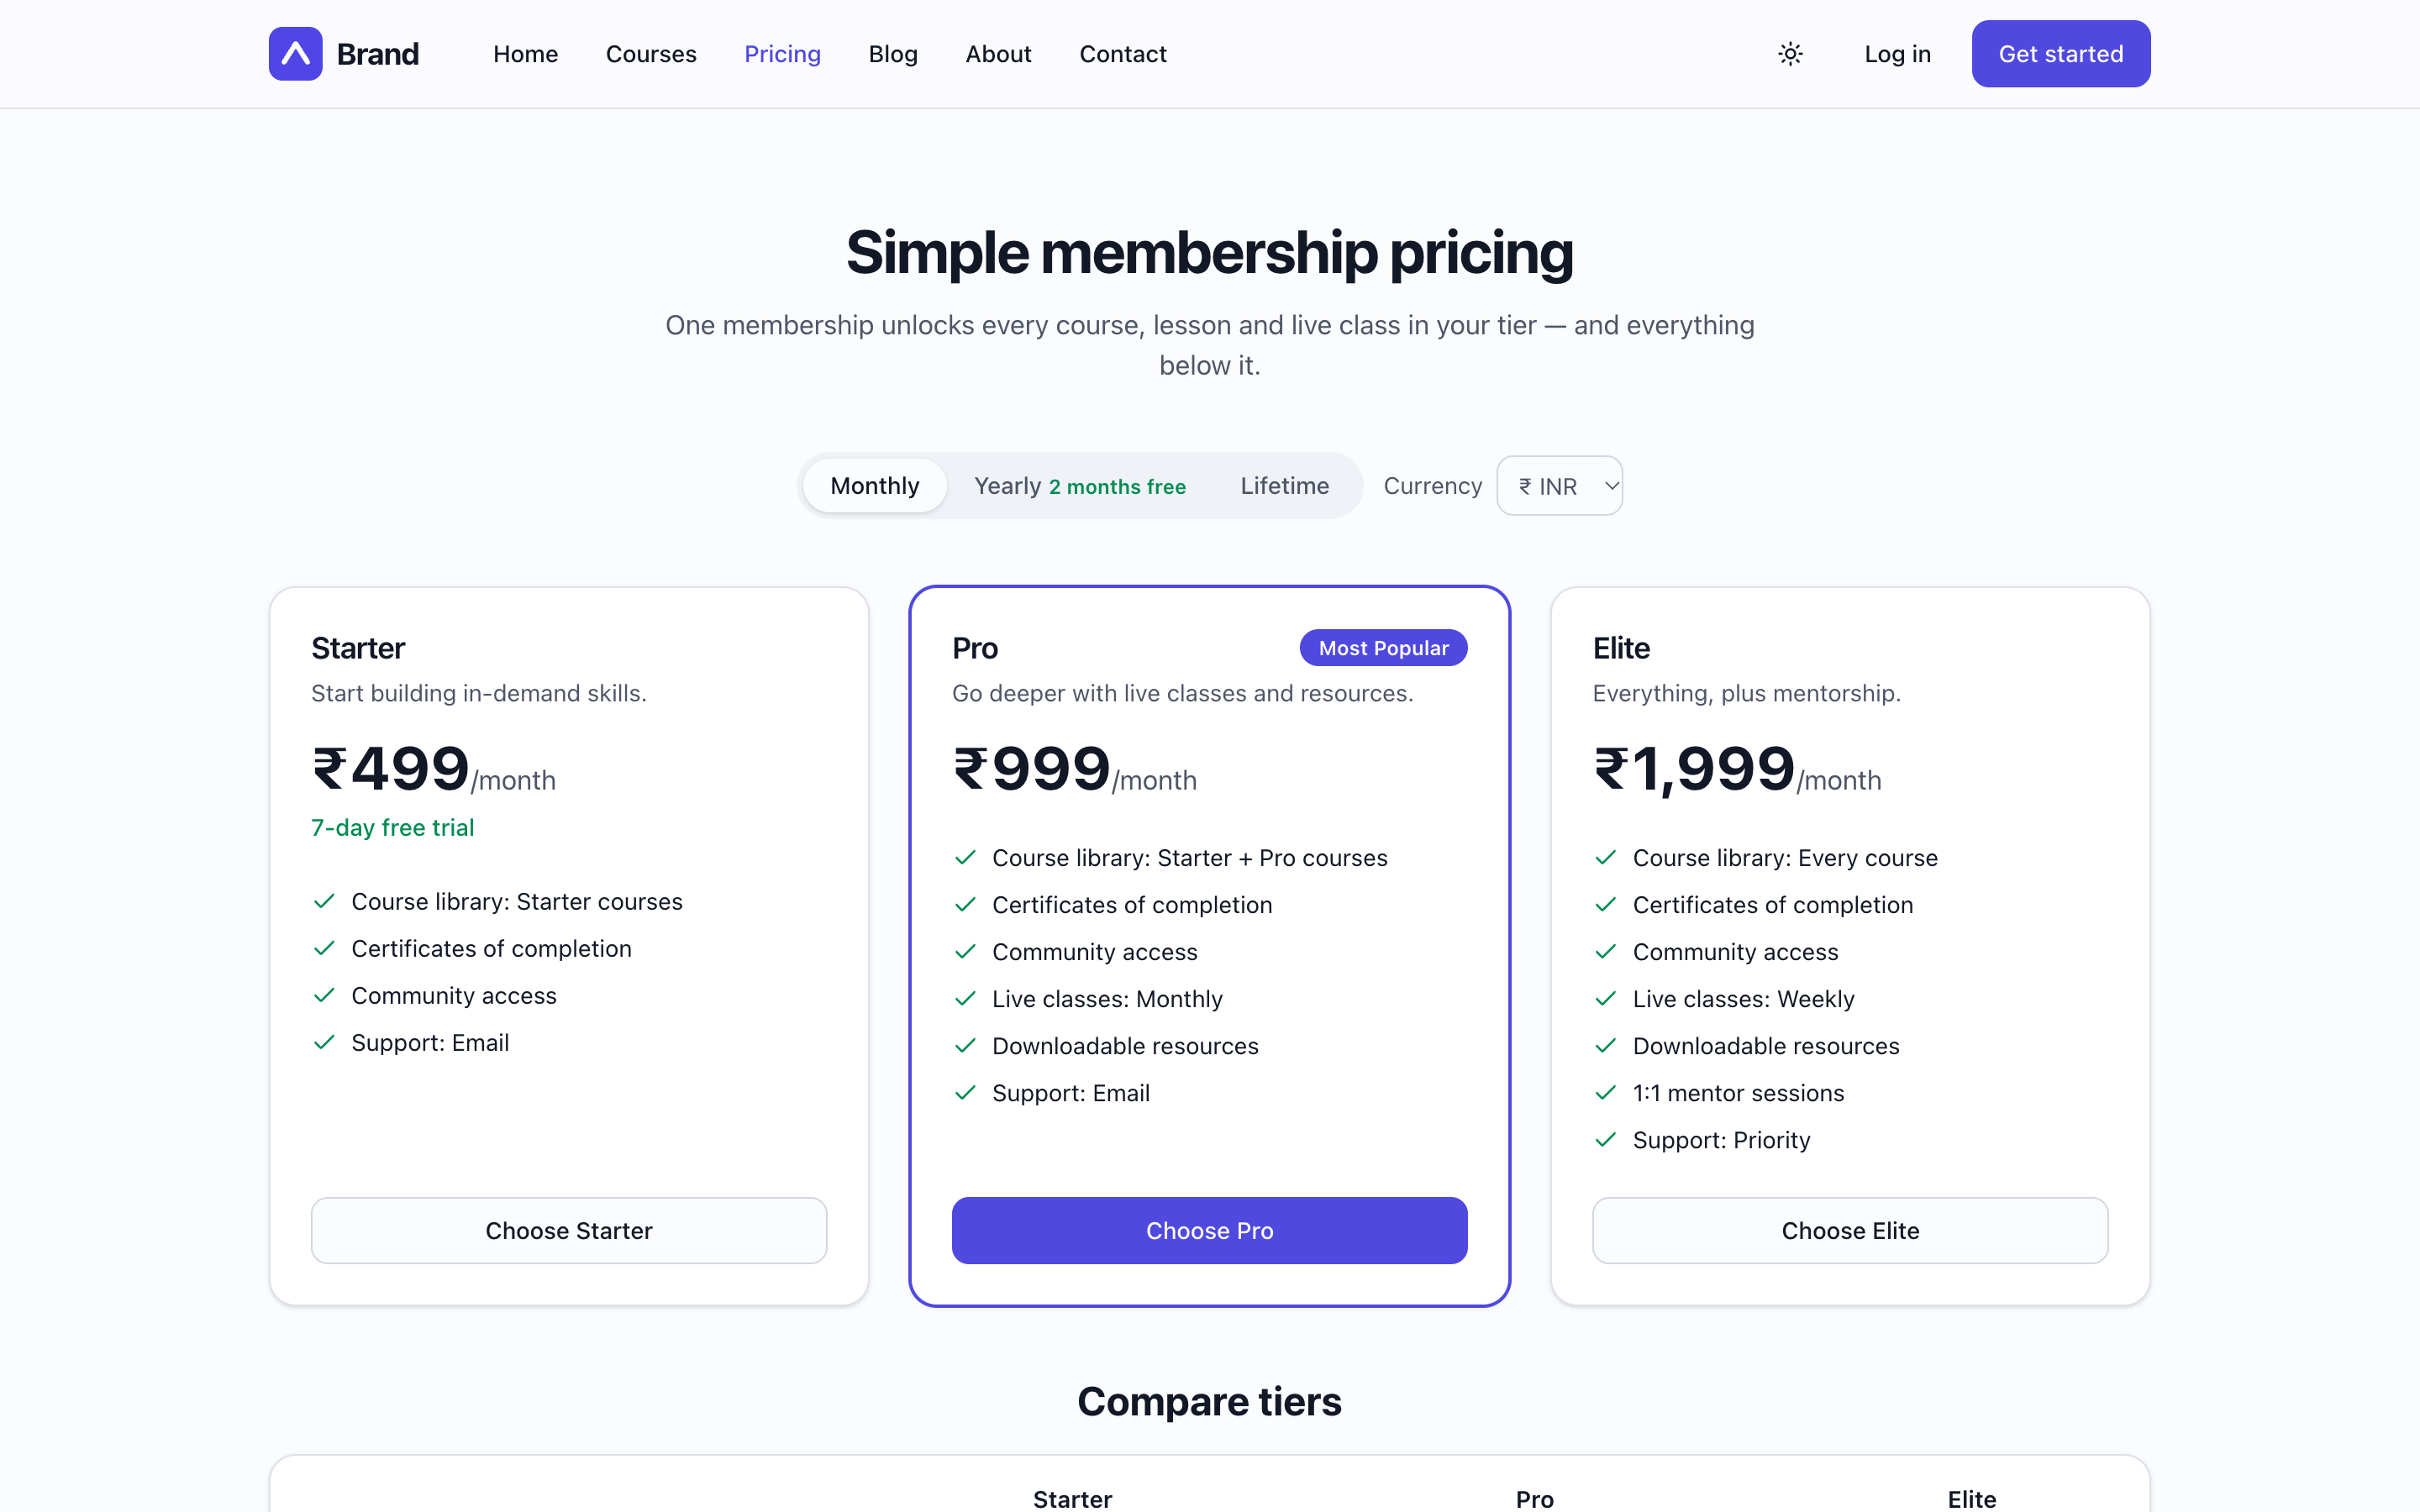 Brand Home Courses Pricing Blog About Contact Log in Get started
Simple membership pricing
One membership unlocks every course, lesson and live class in your tier — and everything
below it.
Monthly Yearly 2 months free Lifetime Currency ₹ INR
Starter
Start building in-demand skills.
₹499/month
7-day free trial
Course library: Starter courses
Certificates of completion
Community access
Support: Email
Choose Starter
Pro Most Popular
Go deeper with live classes and resources.
₹999/month
Course library: Starter + Pro courses
Certificates of completion
Community access
Live classes: Monthly
Downloadable resources
Support: Email
Choose Pro
Elite
Everything, plus mentorship.
₹1,999/month
Course library: Every course
Certificates of completion
Community access
Live classes: Weekly
Downloadable resources
1:1 mentor sessions
Support: Priority
Choose Elite
Compare tiers
Starter Pro Elite